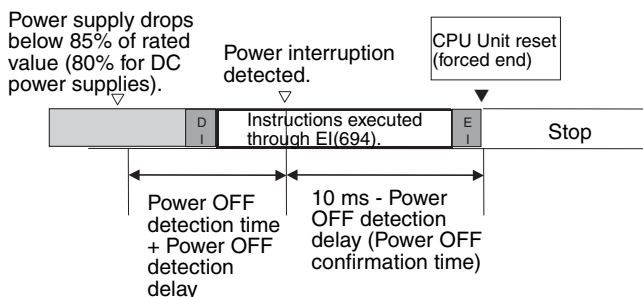 Power supply drops
below 85% of rated
value (80% for DC
power supplies).
Power interruption
detected.
CPU Unit reset
(forced end)
D
I
Instructions executed
through EI(694).
E
I
Stop
Power OFF
detection time
+ Power OFF
detection
delay
10 ms - Power
OFF detection
delay (Power OFF
confirmation time)